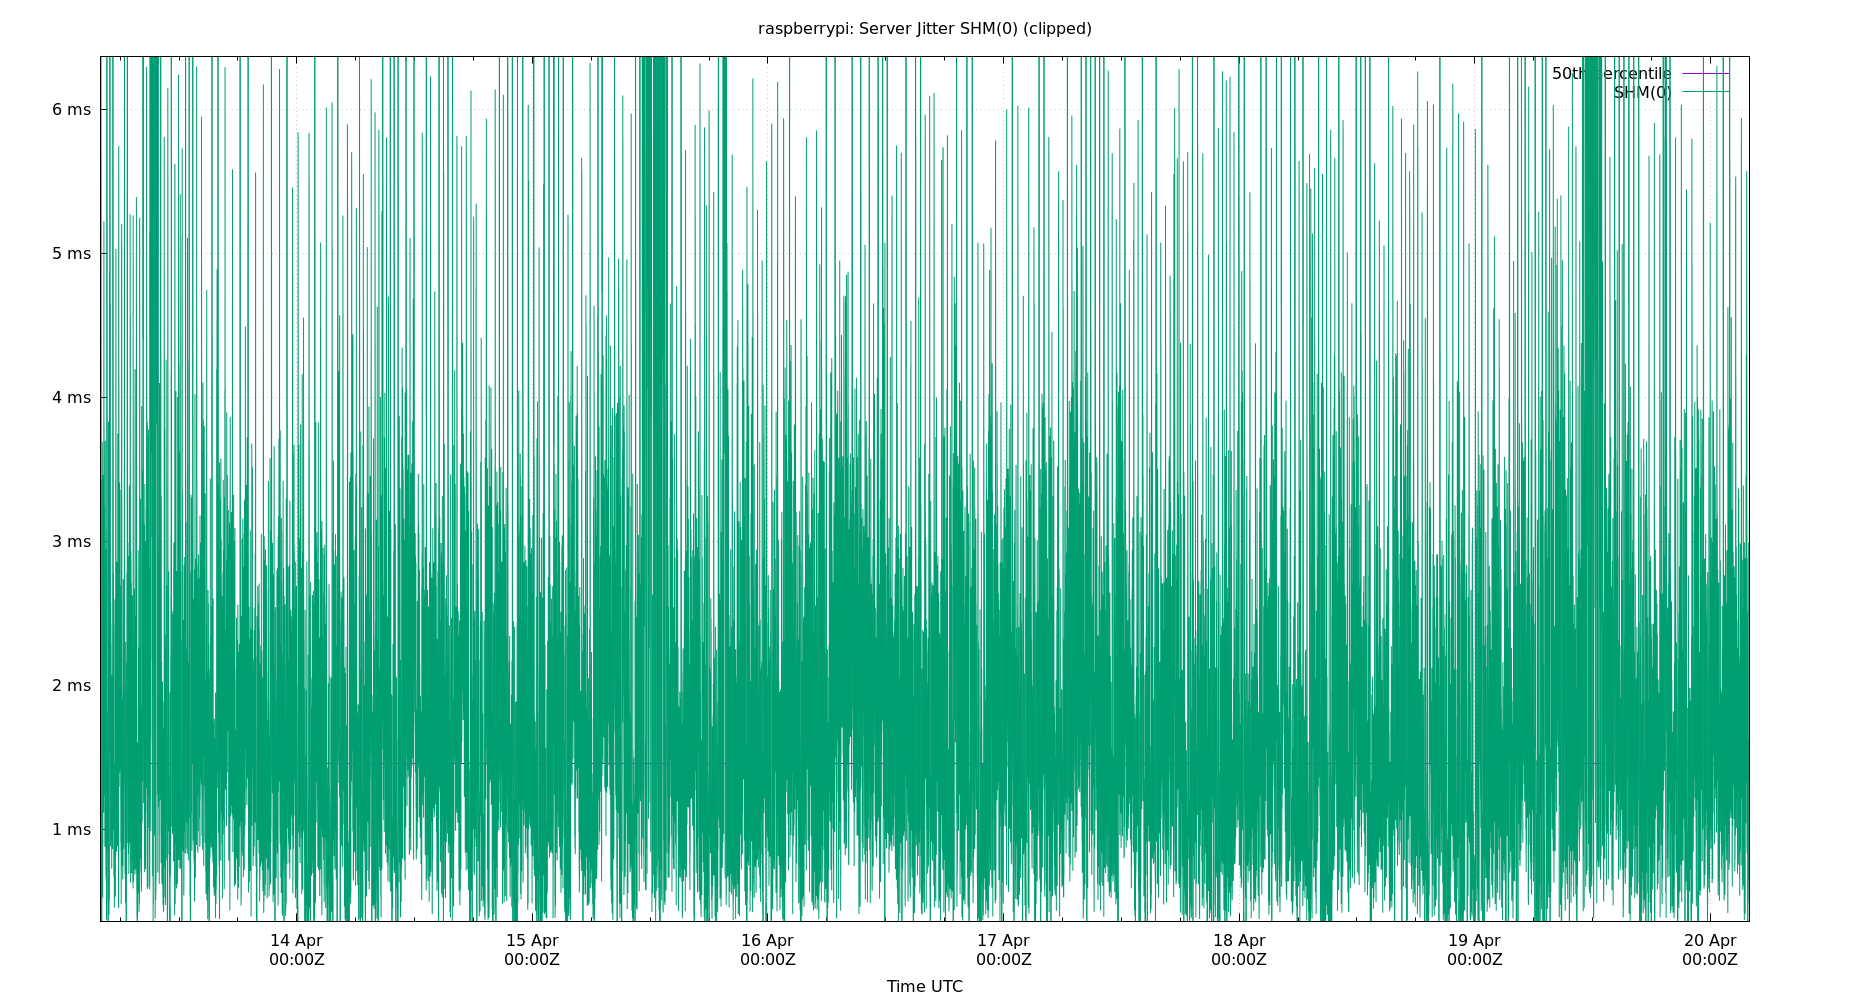 raspberrypi: Server Jitter SHM(0) (clipped)
50th percentile
SHM(0)
6 ms
5 ms
4 ms
3 ms
2 ms
1 ms
14 Apr 15 Apr 16 Apr 17 Apr 18 Apr 19 Apr 20 Apr
00:00Z 00:00Z 00:00Z 00:00Z 00:00Z 00:00Z 00:00Z
Time UTC